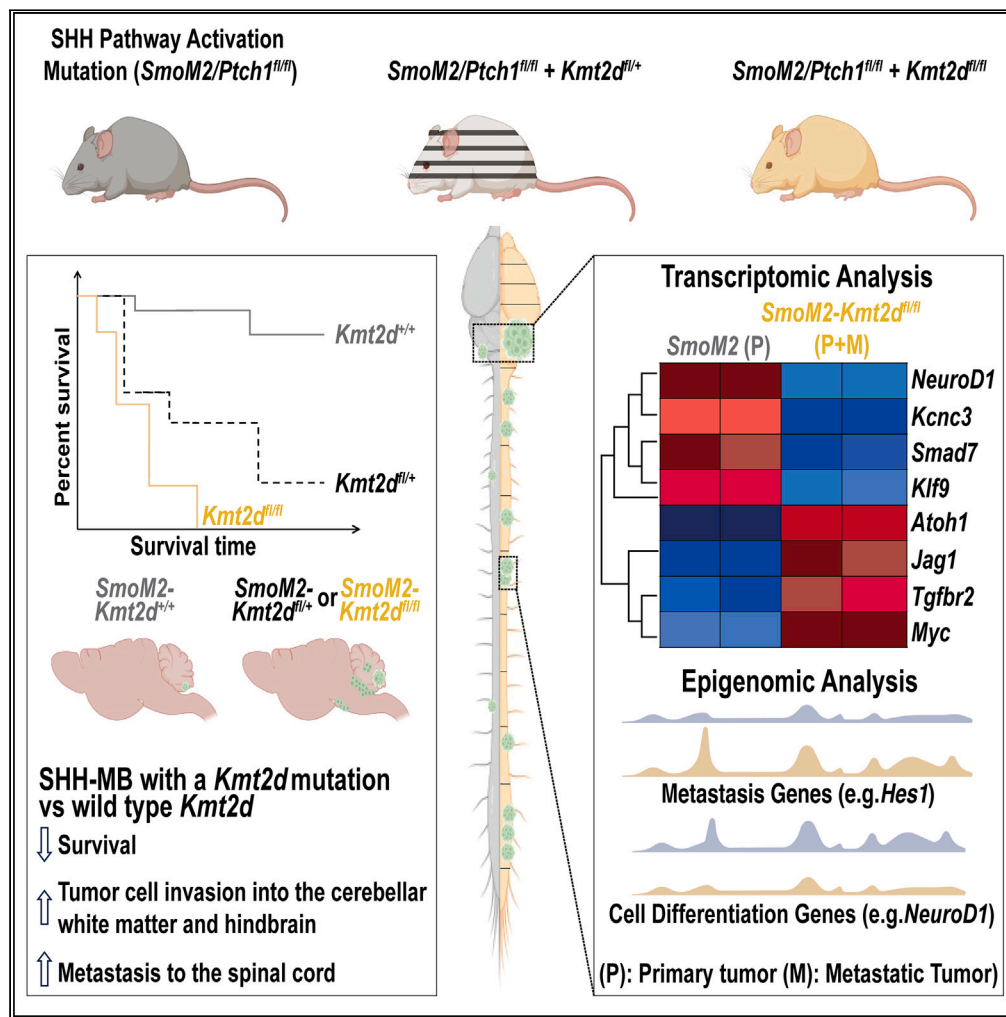 SHH Pathway Activation
Mutation (SmoM2/Ptch1fl/fl)
SmoM2/Ptch1fl/fl + Kmt2dfl/+
SmoM2/Ptch1fl/fl + Kmt2dfl/fl
Percent survival
Kmt2d+/+
Kmt2dfl/+
Kmt2dfl/fl
Survival time
SmoM2-
Kmt2d+/+
SmoM2-
Kmt2dfl/+ or SmoM2-
Kmt2dfl/fl
SHH-MB with a Kmt2d mutation
vs wild type Kmt2d
Survival
Tumor cell invasion into the cerebellar
white matter and hindbrain
Metastasis to the spinal cord
Transcriptomic Analysis
SmoM2 (P)
SmoM2-Kmt2dfl/fl
(P+M)
NeuroD1
Kcnc3
Smad7
Klf9
Atoh1
Jag1
Tgfbr2
Myc
Epigenomic Analysis
Metastasis Genes (e.g.Hes1)
Cell Differentiation Genes (e.g.NeuroD1)
(P): Primary tumor (M): Metastatic Tumor)